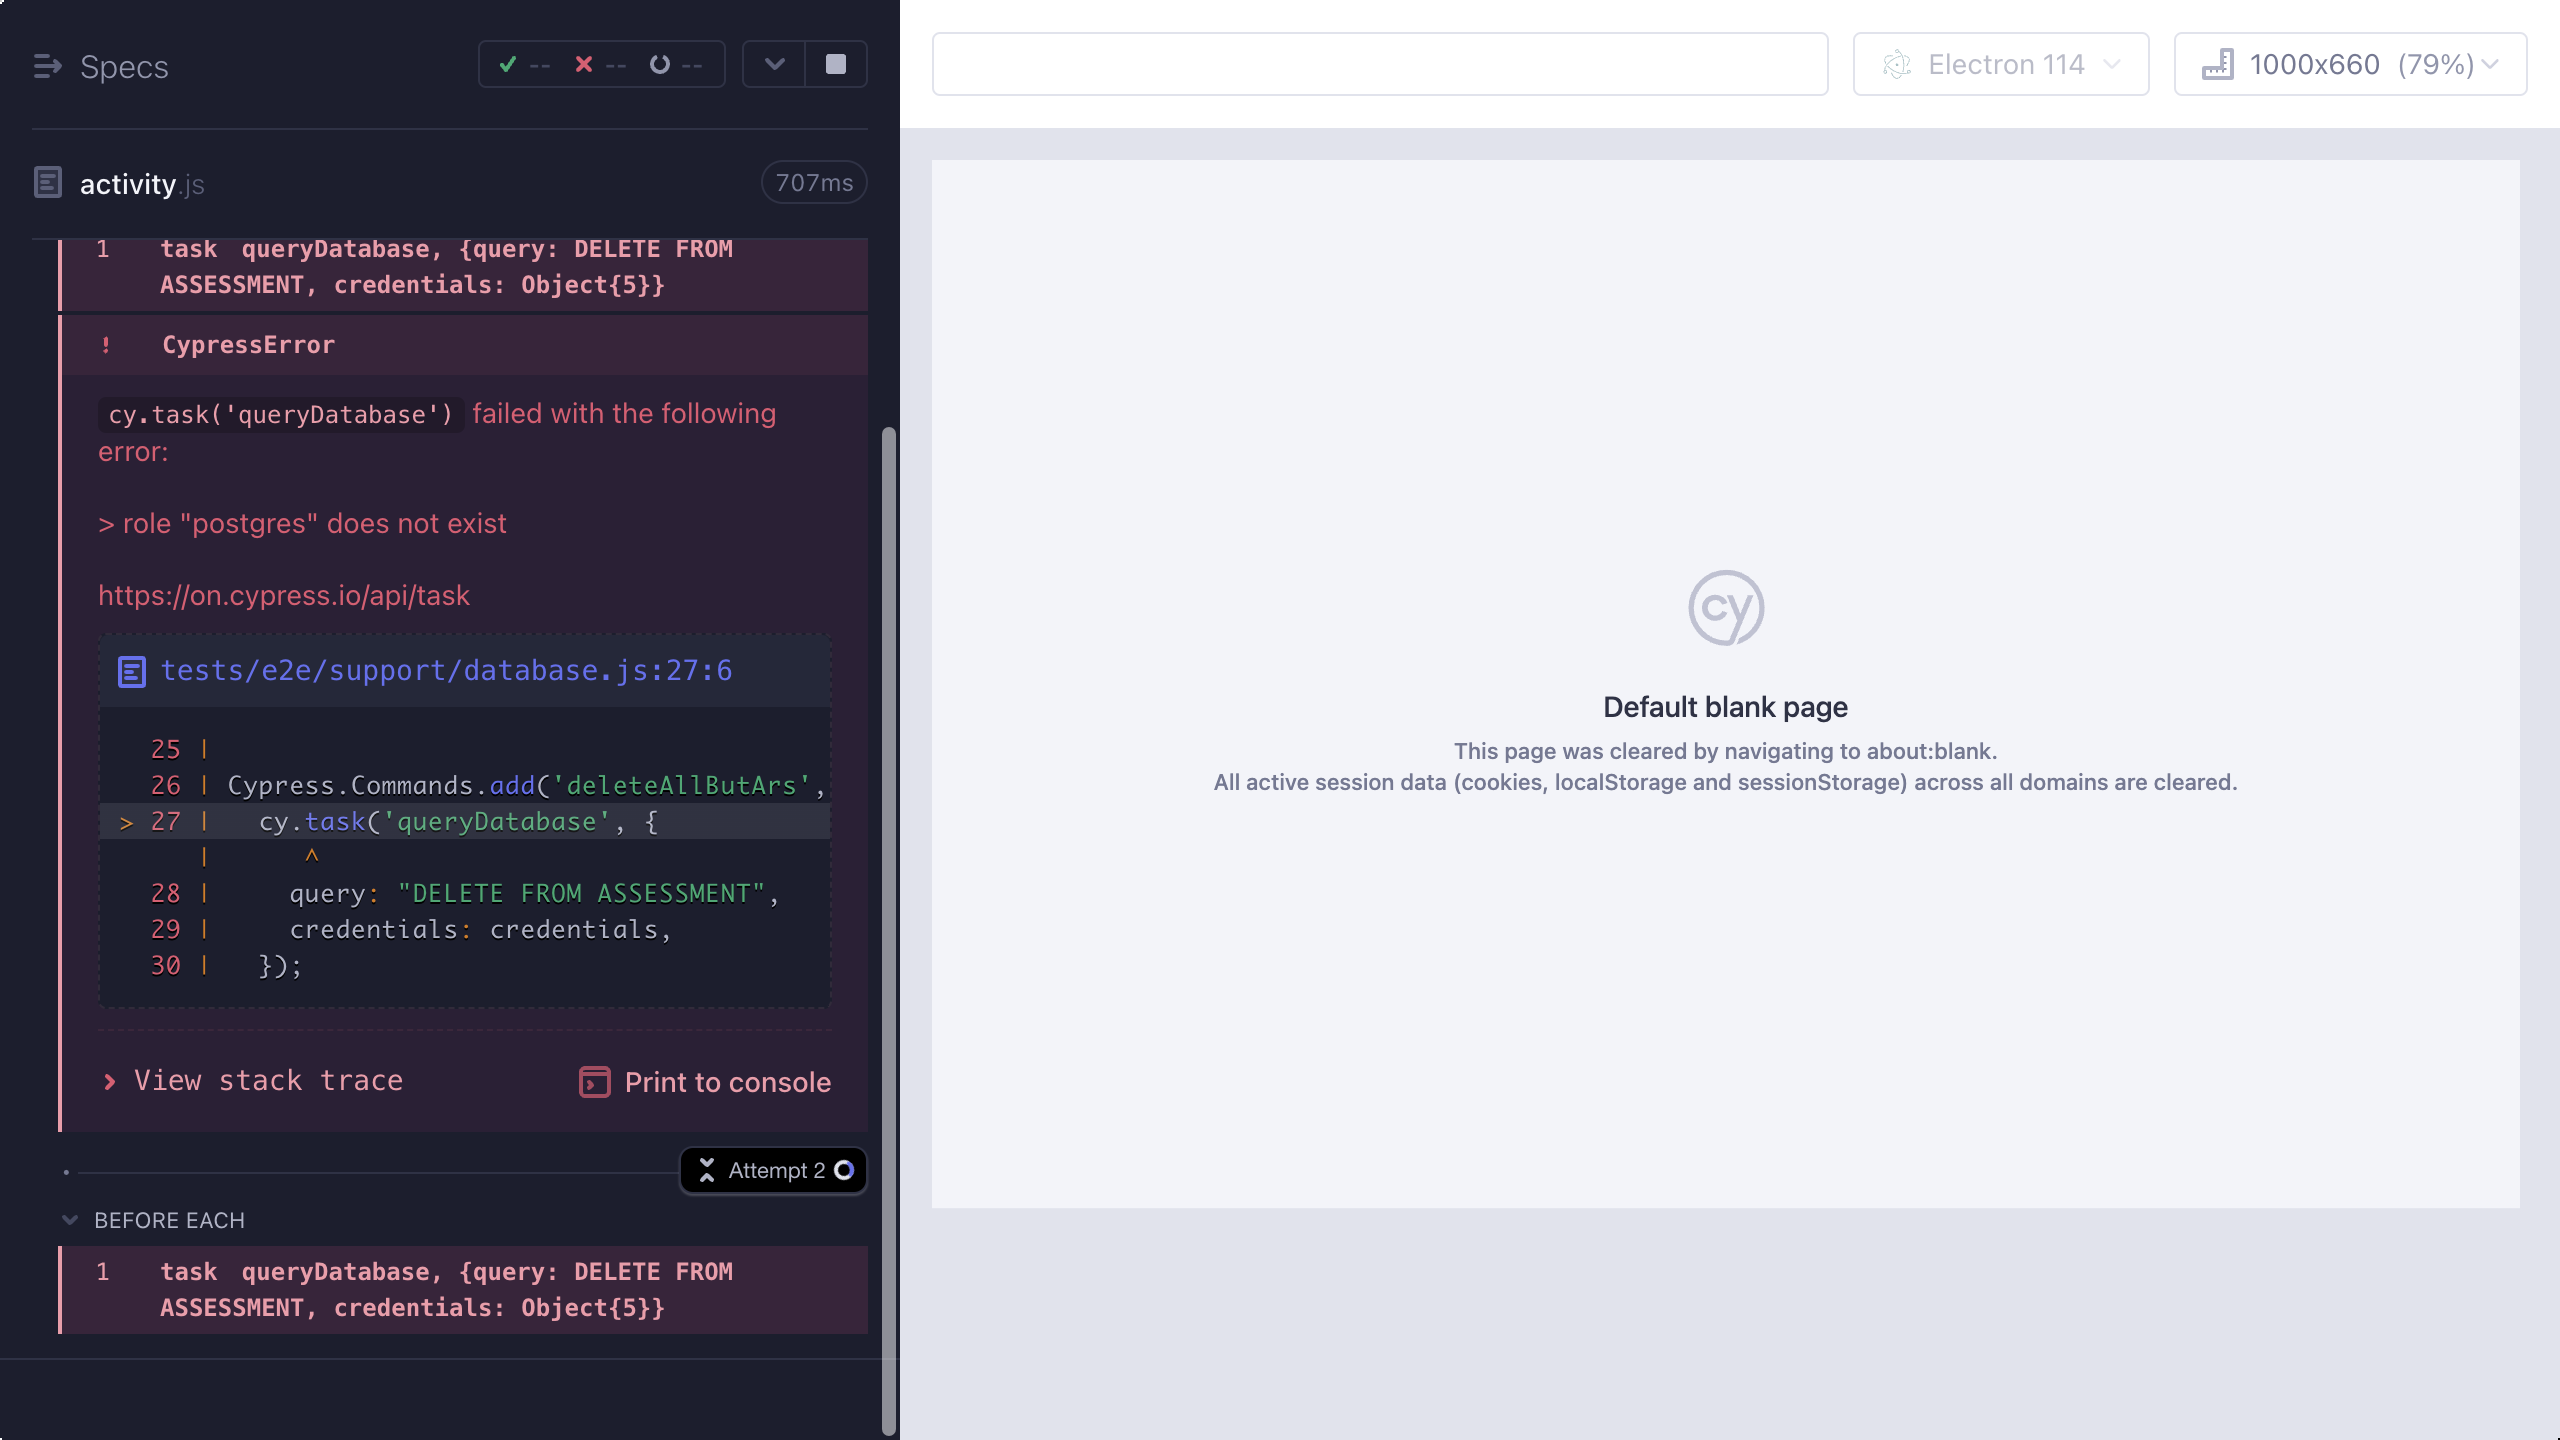 Specs
-- -- --
activity.js
707ms
1 task queryDatabase, {query: DELETE FROM
ASSESSMENT, credentials: Object{5}}
! CypressError
cy.task('queryDatabase') failed with the following
error:
> role "postgres" does not exist
https://on.cypress.io/api/task
tests/e2e/support/database.js:27:6
25 |
26 | Cypress.Commands.add('deleteAllButArs',
> 27 |   cy.task('queryDatabase', {
|      ^
28 |     query: "DELETE FROM ASSESSMENT",
29 |     credentials: credentials,
30 |   });
View stack trace
Print to console
Attempt 2
BEFORE EACH
1 task queryDatabase, {query: DELETE FROM
ASSESSMENT, credentials: Object{5}}
Electron 114
1000x660 (79%)
cy
Default blank page
This page was cleared by navigating to about:blank.
All active session data (cookies, localStorage and sessionStorage) across all domains are cleared.